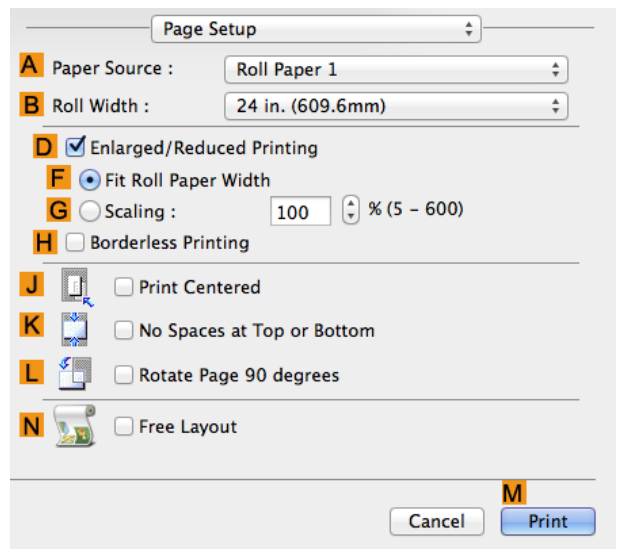 Page Setup
A Paper Source : Roll Paper 1
B Roll Width : 24 in. (609.6mm)
D Enlarged/Reduced Printing
F Fit Roll Paper Width
G Scaling : 100 % (5 – 600)
H Borderless Printing
J Print Centered
K No Spaces at Top or Bottom
L Rotate Page 90 degrees
N Free Layout
M
Cancel Print